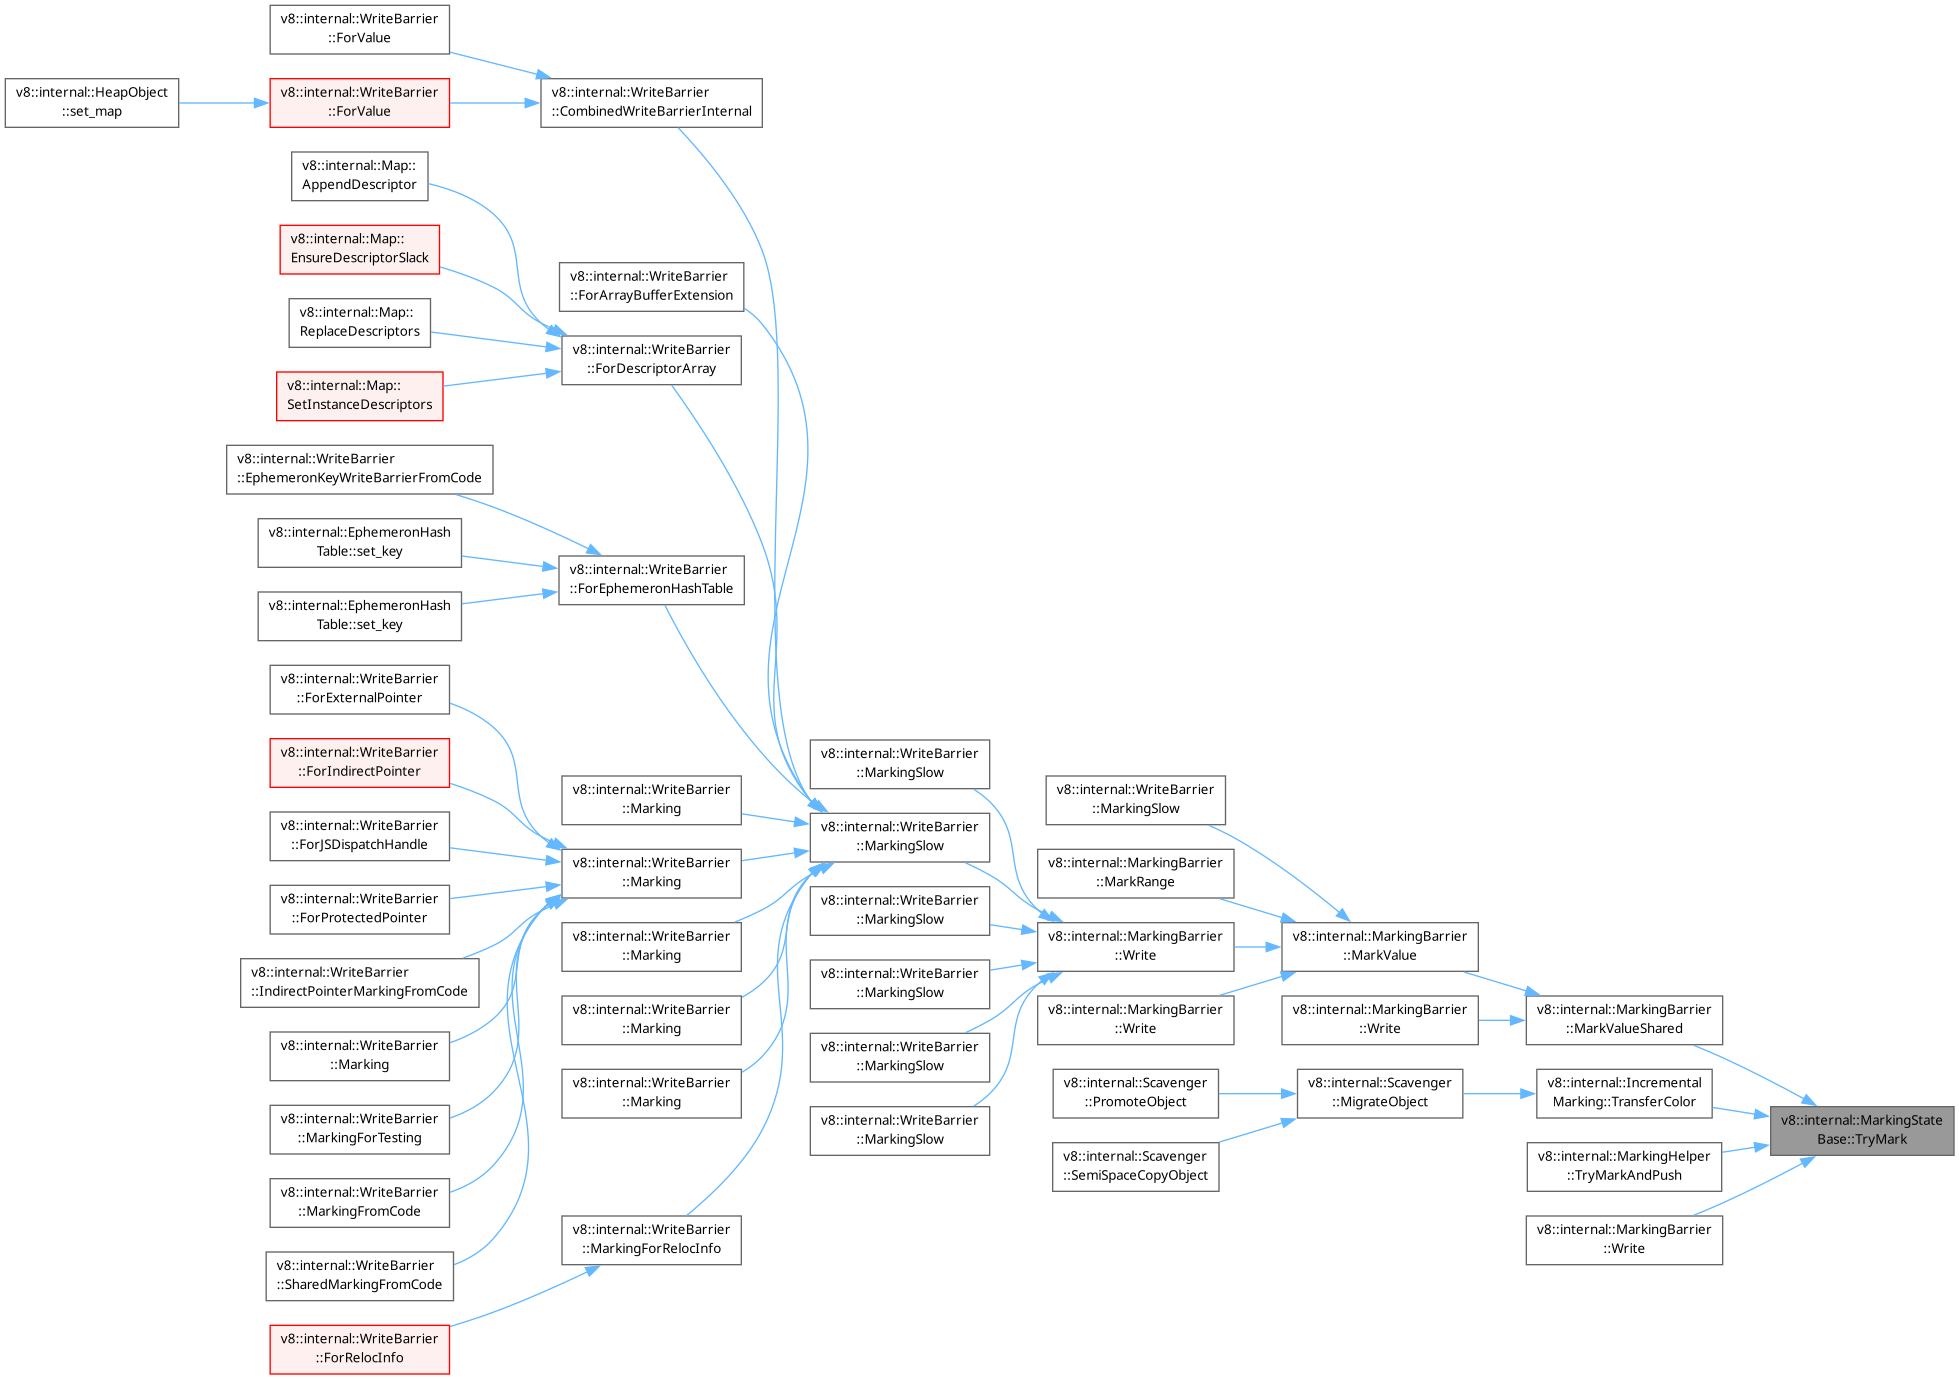 v8::internal::WriteBarrier
::ForValue
v8::internal::HeapObject
::set_map
v8::internal::WriteBarrier
::ForValue
v8::internal::WriteBarrier
::CombinedWriteBarrierInternal
v8::internal::Map::
AppendDescriptor
v8::internal::Map::
EnsureDescriptorSlack
v8::internal::WriteBarrier
::ForArrayBufferExtension
v8::internal::Map::
ReplaceDescriptors
v8::internal::WriteBarrier
::ForDescriptorArray
v8::internal::Map::
SetInstanceDescriptors
v8::internal::WriteBarrier
::EphemeronKeyWriteBarrierFromCode
v8::internal::EphemeronHash
Table::set_key
v8::internal::WriteBarrier
::ForEphemeronHashTable
v8::internal::EphemeronHash
Table::set_key
v8::internal::WriteBarrier
::ForExternalPointer
v8::internal::WriteBarrier
::ForIndirectPointer
v8::internal::WriteBarrier
::ForJSDispatchHandle
v8::internal::WriteBarrier
::ForProtectedPointer
v8::internal::WriteBarrier
::IndirectPointerMarkingFromCode
v8::internal::WriteBarrier
::Marking
v8::internal::WriteBarrier
::MarkingForTesting
v8::internal::WriteBarrier
::MarkingFromCode
v8::internal::WriteBarrier
::SharedMarkingFromCode
v8::internal::WriteBarrier
::ForRelocInfo
v8::internal::WriteBarrier
::Marking
v8::internal::WriteBarrier
::Marking
v8::internal::WriteBarrier
::Marking
v8::internal::WriteBarrier
::Marking
v8::internal::WriteBarrier
::Marking
v8::internal::WriteBarrier
::MarkingForRelocInfo
v8::internal::WriteBarrier
::MarkingSlow
v8::internal::WriteBarrier
::MarkingSlow
v8::internal::WriteBarrier
::MarkingSlow
v8::internal::WriteBarrier
::MarkingSlow
v8::internal::WriteBarrier
::MarkingSlow
v8::internal::WriteBarrier
::MarkingSlow
v8::internal::WriteBarrier
::MarkingSlow
v8::internal::MarkingBarrier
::MarkRange
v8::internal::MarkingBarrier
::Write
v8::internal::MarkingBarrier
::Write
v8::internal::Scavenger
::PromoteObject
v8::internal::Scavenger
::SemiSpaceCopyObject
v8::internal::MarkingBarrier
::MarkValue
v8::internal::MarkingBarrier
::Write
v8::internal::Scavenger
::MigrateObject
v8::internal::MarkingBarrier
::MarkValueShared
v8::internal::Incremental
Marking::TransferColor
v8::internal::MarkingHelper
::TryMarkAndPush
v8::internal::MarkingBarrier
::Write
v8::internal::MarkingState
Base::TryMark